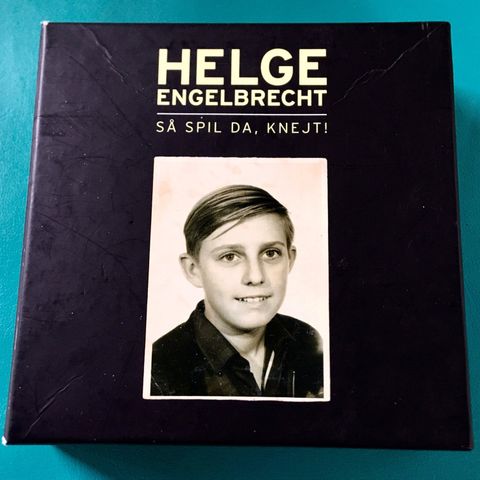 HELGE
ENGELBRECHT
SÅ SPIL DA, KNEJT!